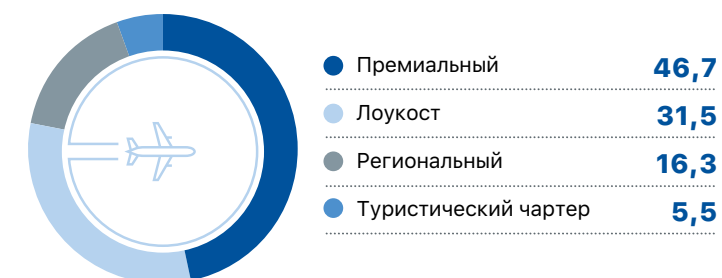 Премиальный 46,7
Лоукост 31,5
Региональный 16,3
Туристический чартер 5,5